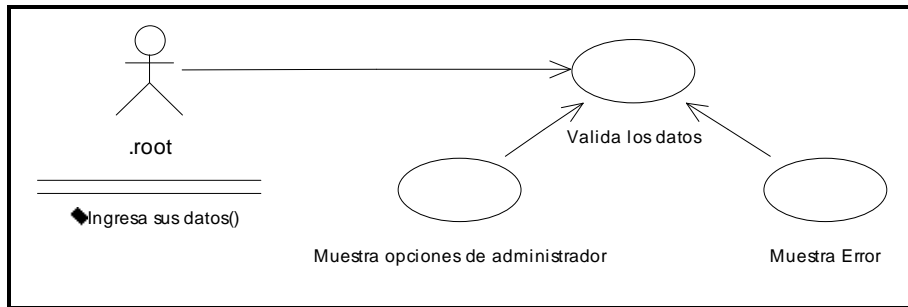 .root
Ingresa sus datos()
Valida los datos
Muestra opciones de administrador
Muestra Error